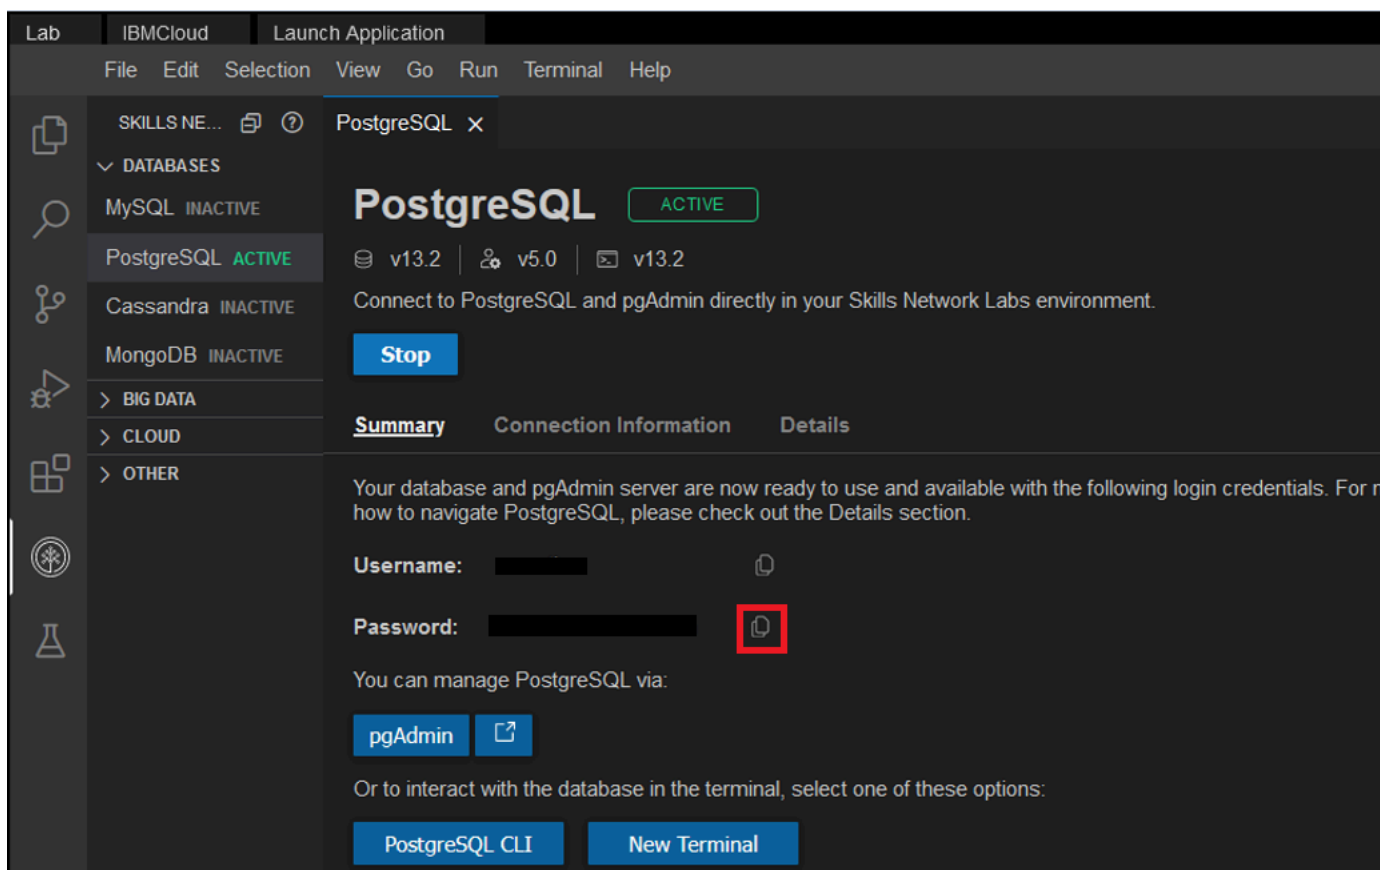 Lab IBMCloud Launch Application
File Edit Selection View Go Run Terminal Help
SKILLS NE... PostgreSQL
DATABASES
MySQL INACTIVE
PostgreSQL ACTIVE
Cassandra INACTIVE
MongoDB INACTIVE
BIG DATA
CLOUD
OTHER
PostgreSQL ACTIVE
v13.2 v5.0 v13.2
Connect to PostgreSQL and pgAdmin directly in your Skills Network Labs environment.
Stop
Summary Connection Information Details
Your database and pgAdmin server are now ready to use and available with the following login credentials. For
how to navigate PostgreSQL, please check out the Details section.
Username:
Password:
You can manage PostgreSQL via:
pgAdmin
Or to interact with the database in the terminal, select one of these options:
PostgreSQL CLI New Terminal